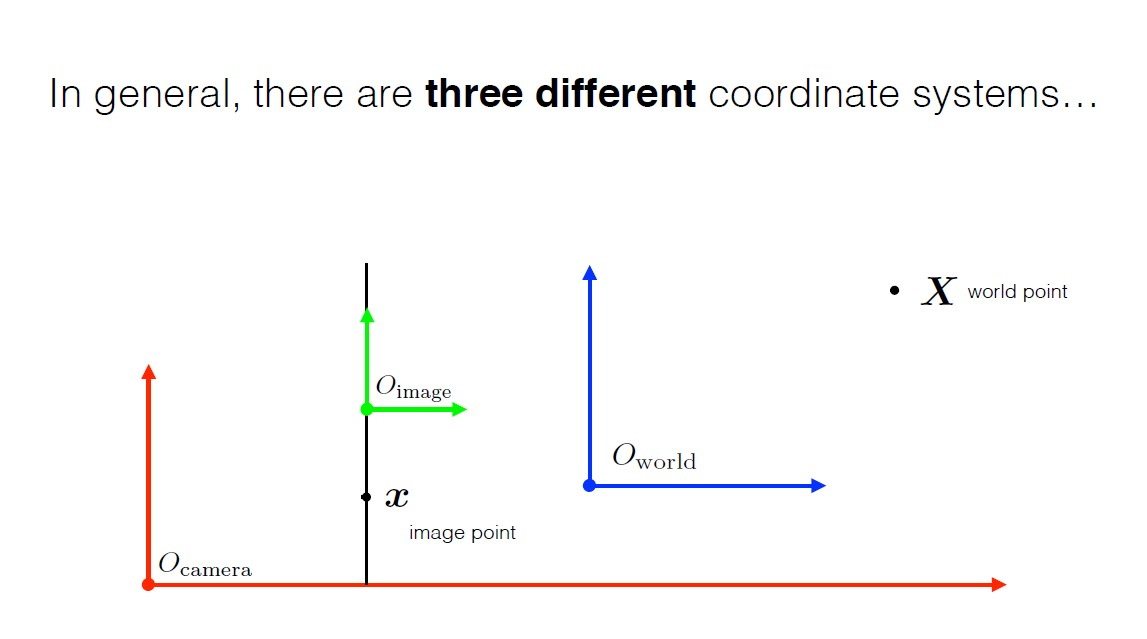 In general, there are three different coordinate systems…
X world point
O_image
O_world
x
image point
O_camera